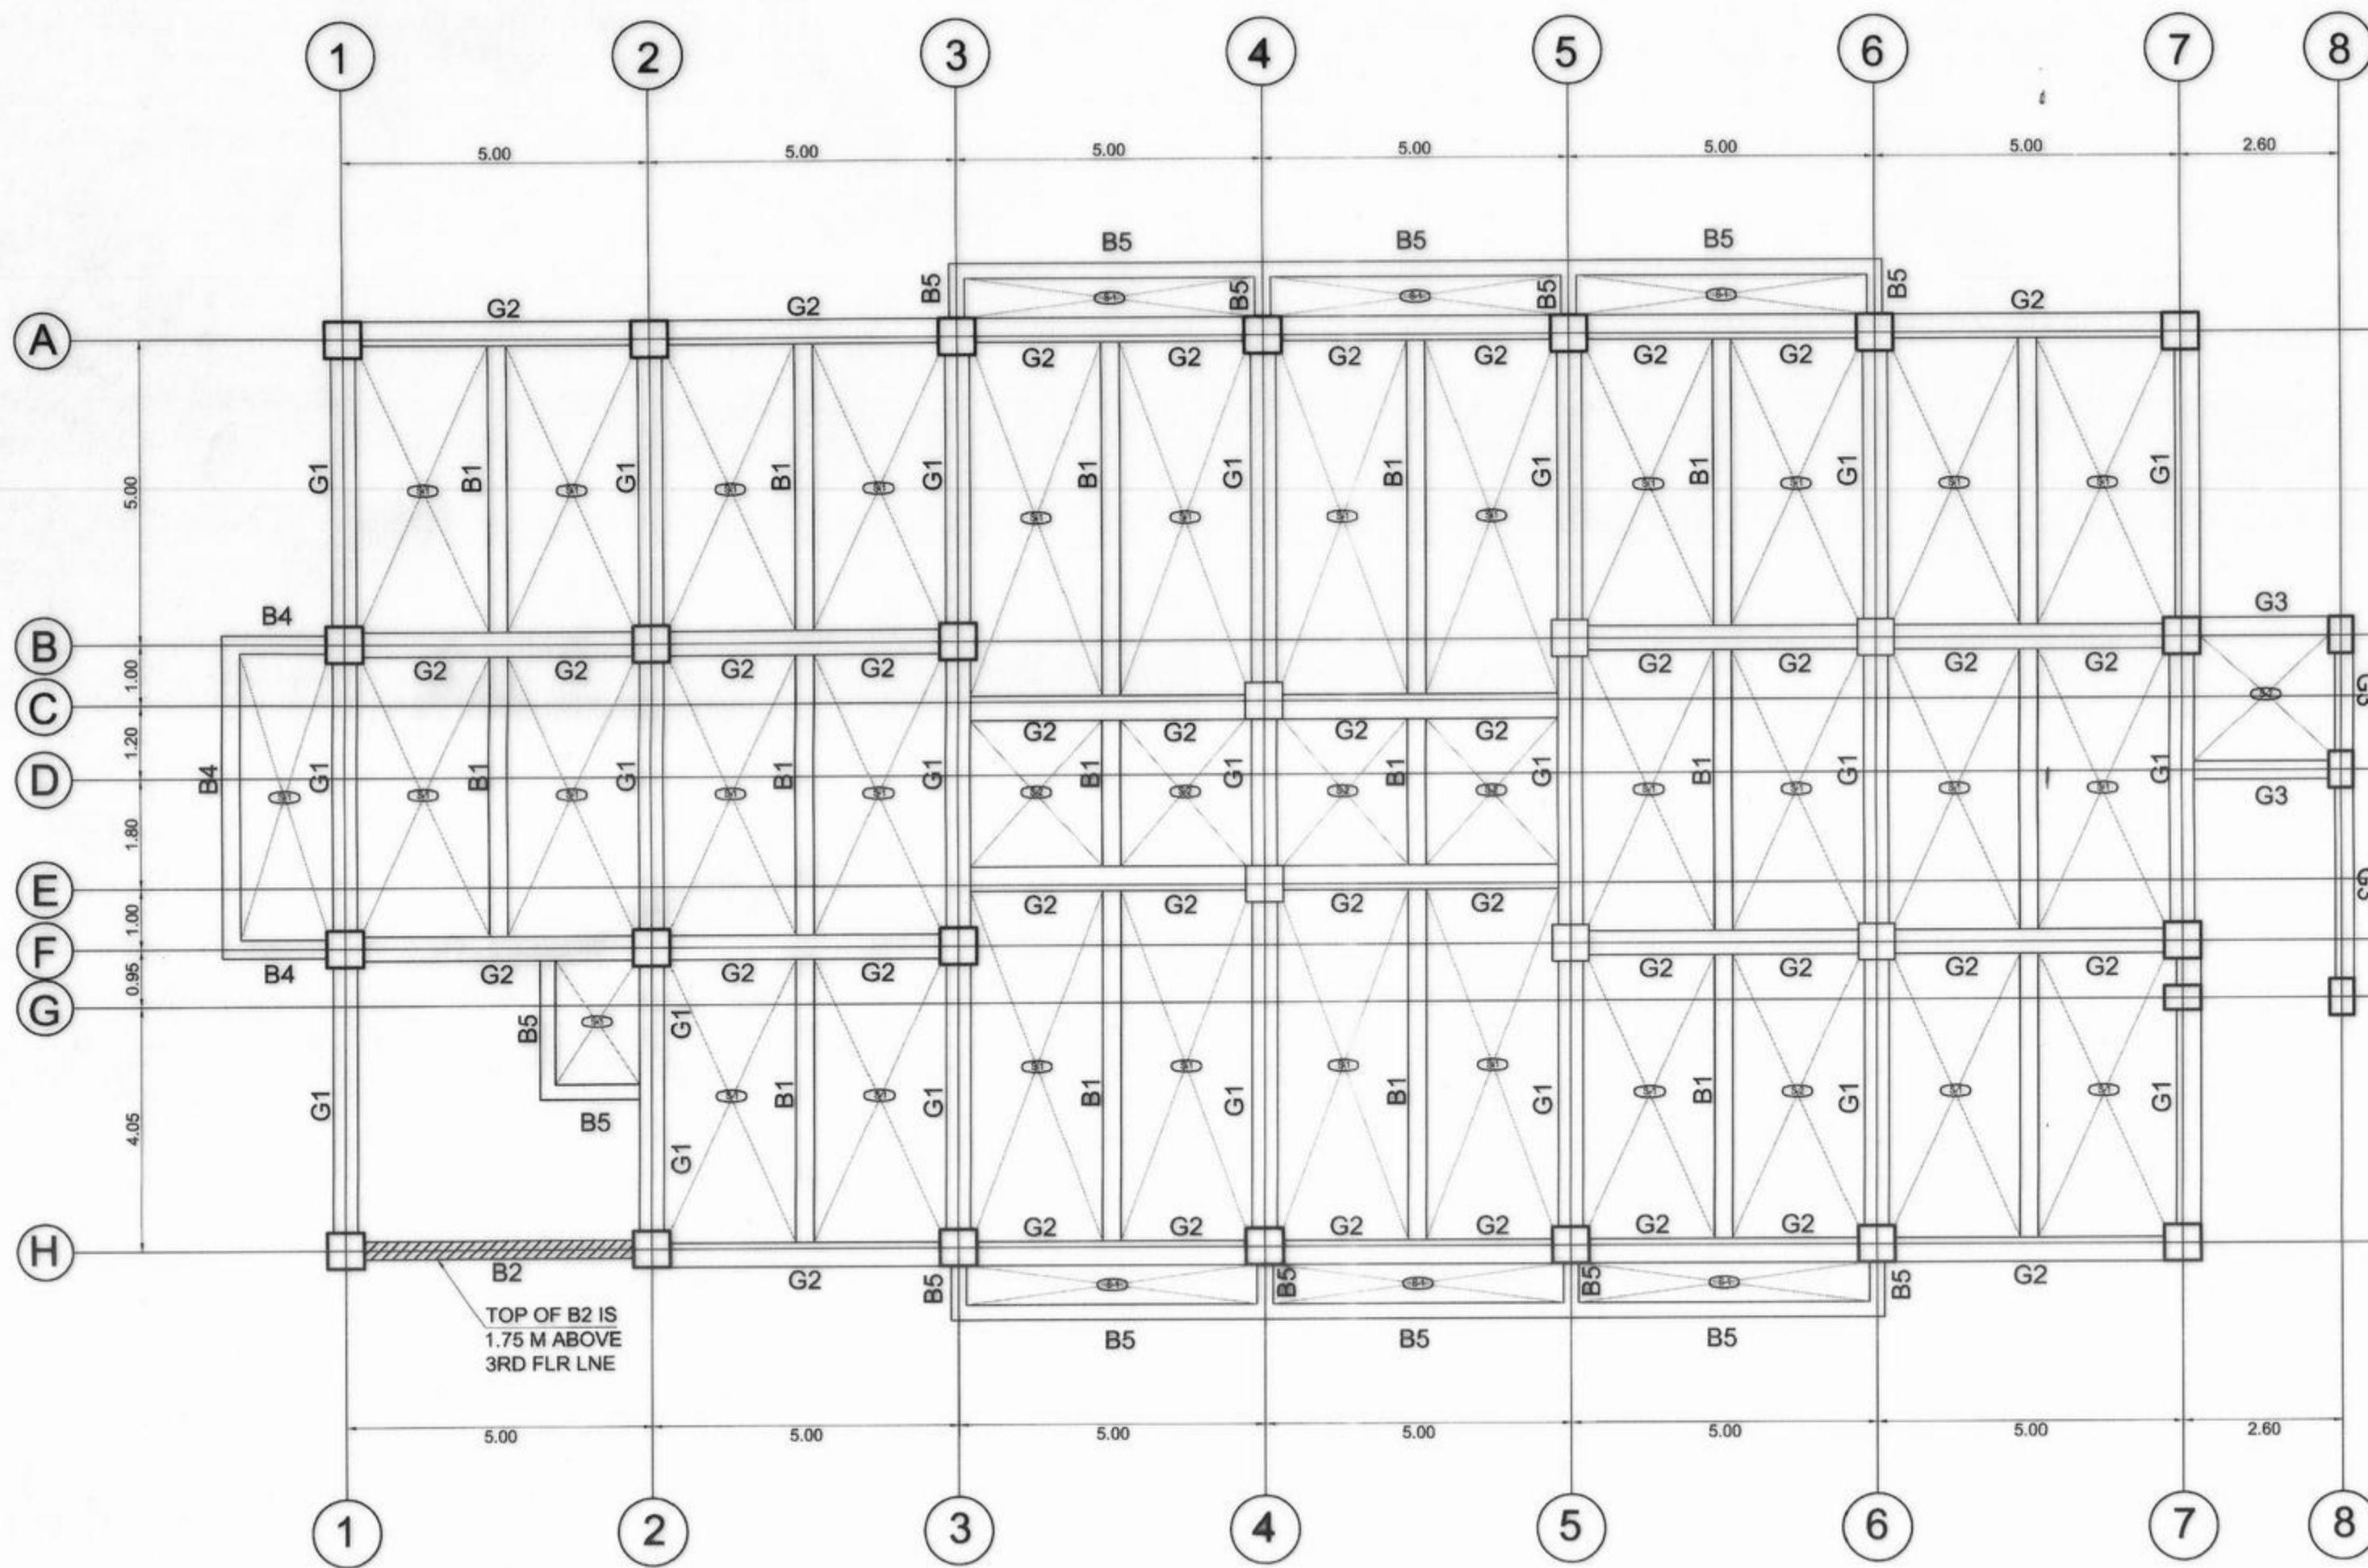 1 2 3 4 5 6 7 8
5.00 5.00 5.00 5.00 5.00 5.00 2.60
B5 B5 B5
B5 B5 B5 B5
G2 G2 G2
A
G2 G2 G2 G2 G2 G2
5.00
G1 B1 G1 B1 G1 B1 G1 B1 G1 B1 G1 G1
B4 G3
B
G2 G2 G2 G2 G2 G2 G2 G2
1.00
G3
C
G2 G2 G2 G2
1.20
B4 G1 B1 G1 B1 G1 B1 G1 B1 G1 B1 G1 G1
D
G3
1.80
E
G3
G2 G2 G2 G2
1.00
F
B4 G2 G2 G2 G2 G2 G2 G2
0.95
G
B5 G1
G1 B1 G1 B1 G1 B1 G1 B1 G1 G1
4.05
B5
G1
G2 G2 G2 G2 G2 G2
H
B2 G2 G2
B5 B5 B5 B5
TOP OF B2 IS
1.75 M ABOVE
3RD FLR LNE
B5 B5 B5
5.00 5.00 5.00 5.00 5.00 5.00 2.60
1 2 3 4 5 6 7 8